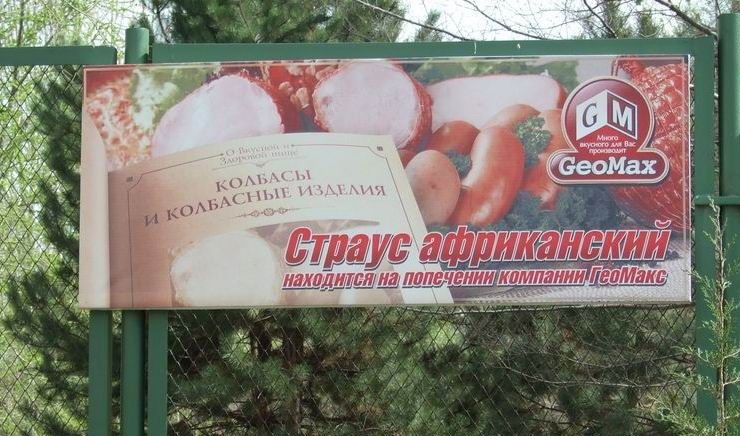 О Вкусной и
Здоровой пище
КОЛБАСЫ
И КОЛБАСНЫЕ ИЗДЕЛИЯ
GM
Много
вкусного для Вас
производит
GeoMax
Страус африканский
находится на попечении компании ГеоМакс